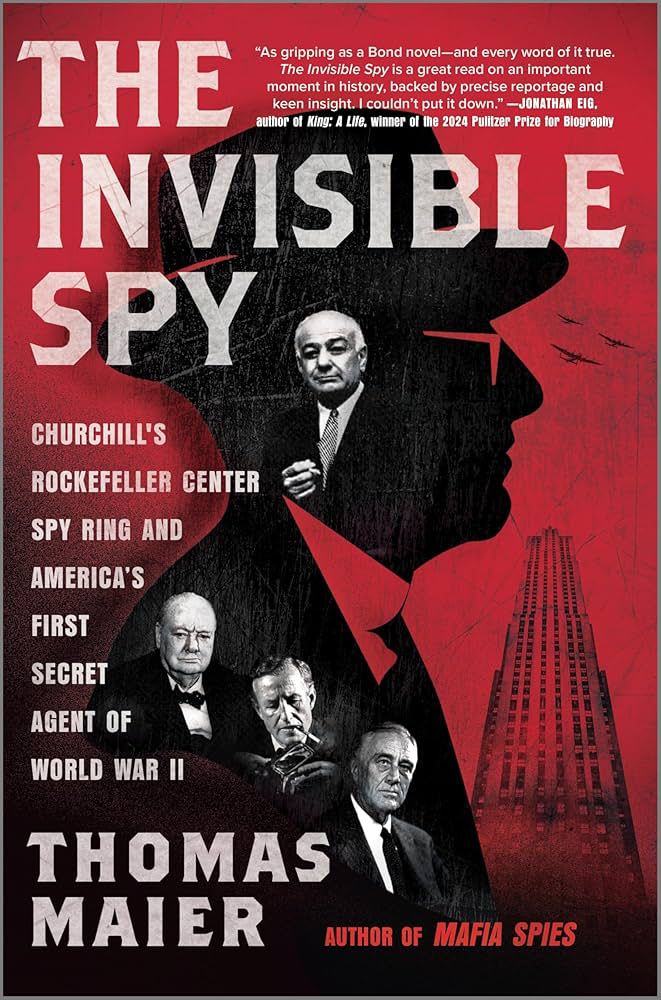 THE
"As gripping as a Bond novel—and every word of it true.
The Invisible Spy is a great read on an important
moment in history, backed by precise reportage and
keen insight. I couldn't put it down." —JONATHAN EIG,
author of King: A Life, winner of the 2024 Pulitzer Prize for Biography
INVISIBLE
SPY
CHURCHILL'S
ROCKEFELLER CENTER
SPY RING AND
AMERICA'S
FIRST
SECRET
AGENT OF
WORLD WAR II
THOMAS
MAIER
AUTHOR OF MAFIA SPIES